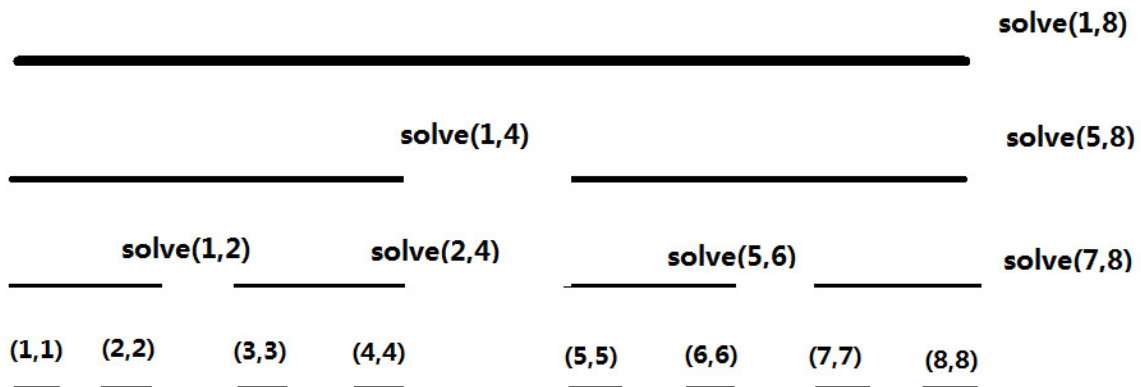 solve(1,8)
solve(1,4) solve(5,8)
solve(1,2) solve(2,4) solve(5,6) solve(7,8)
(1,1) (2,2) (3,3) (4,4) (5,5) (6,6) (7,7) (8,8)